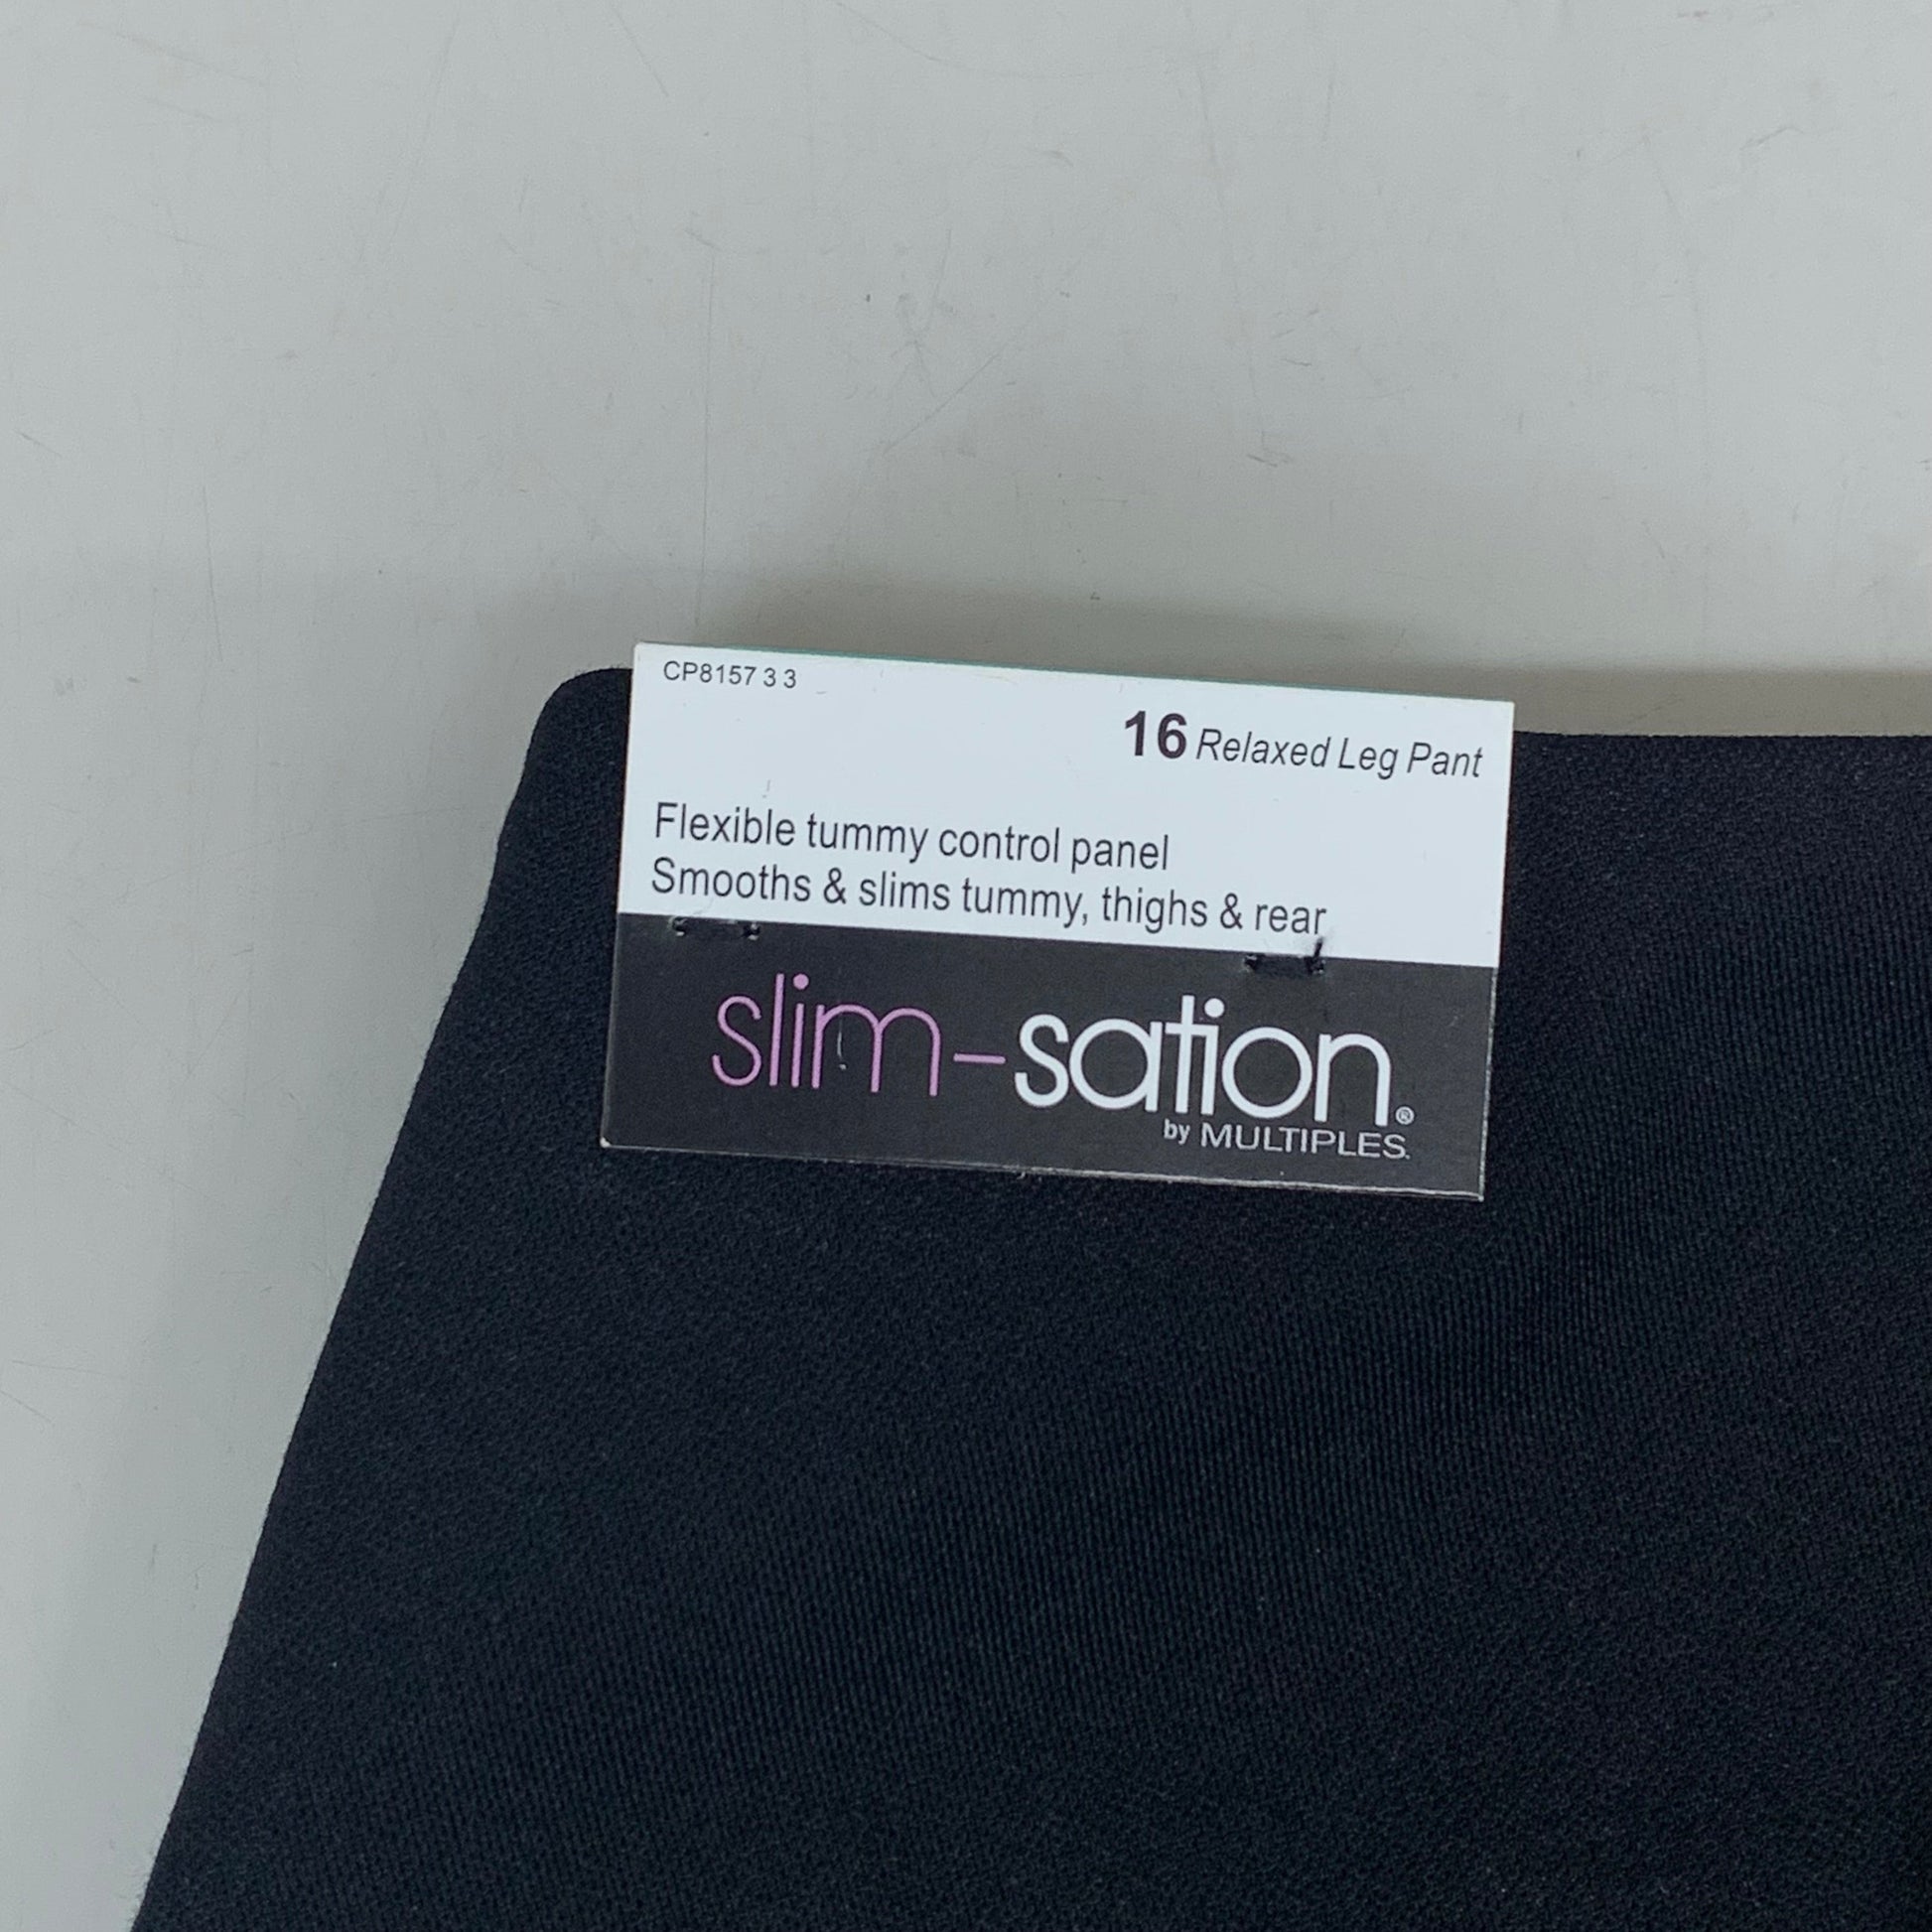 CP8157 3 3
16 Relaxed Leg Pant
Flexible tummy control panel
Smooths & slims tummy, thighs & rear
slim-sation®
by MULTIPLES.